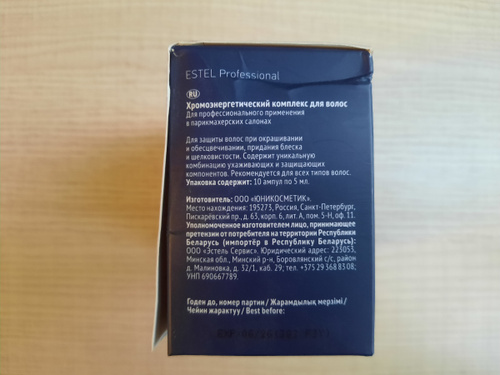 ESTEL Professional
RU
Хромоэнергетический комплекс для волос
Для профессионального применения
в парикмахерских салонах
Для защиты волос при окрашивании
и обесцвечивании, придания блеска
и шелковистости. Содержит уникальную
комбинацию ухаживающих и защищающих
компонентов. Рекомендуется для всех типов волос.
Упаковка содержит: 10 ампул по 5 мл.
Изготовитель: ООО «ЮНИКОСМЕТИК».
Место нахождения: 195273, Россия, Санкт-Петербург,
Пискарёвский пр., д. 63, корп. 6, лит. А, пом. 5-Н, оф. 11.
Уполномоченное изготовителем лицо, принимающее
претензии от потребителя на территории Республики
Беларусь (импортёр в Республику Беларусь):
ООО «Эстель Сервис». Юридический адрес: 223053,
Минская обл., Минский р-н, Боровлянский с/с, район
д. Малиновка, д. 32/1, каб. 29; тел. +375 29 368 83 08;
УНП 690667789.
Годен до, номер партии / Жарамдылық мерзімі /
Чейин жарактуу / Best before: